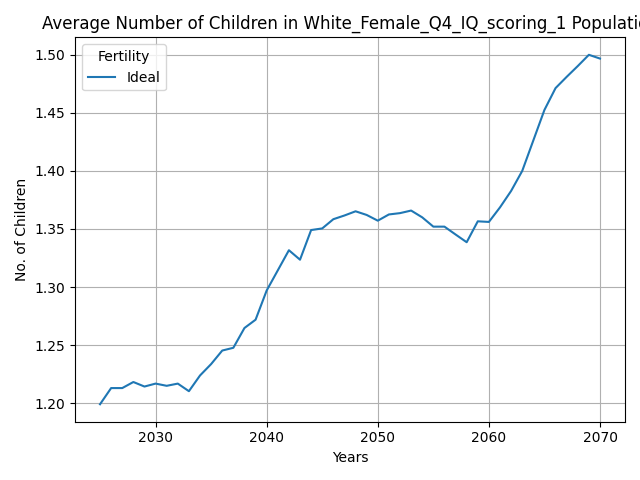 Average Number of Children in White_Female_Q4_IQ_scoring_1 Populatio
Fertility
Ideal
1.50
1.45
1.40
1.35
1.30
1.25
1.20
No. of Children
2030 2040 2050 2060 2070
Years